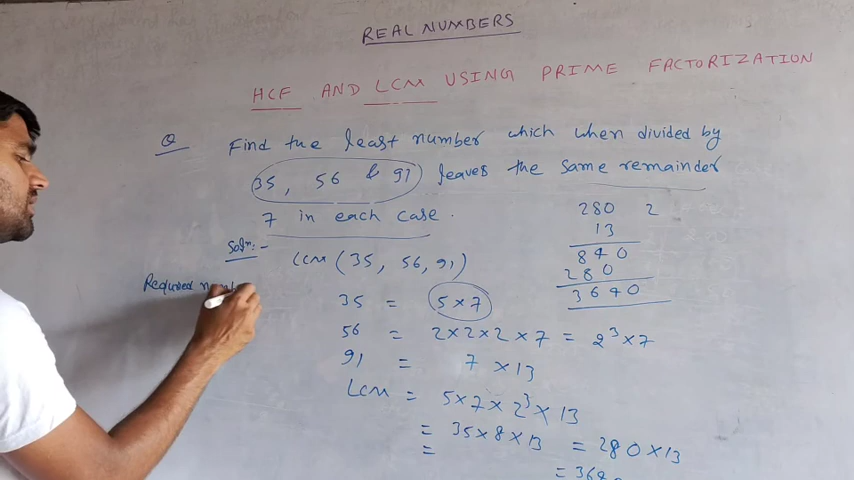 REAL NUMBERS
HCF AND LCM USING PRIME FACTORIZATION
Q Find the least number which when divided by
35, 56 & 91 leaves the same remainder
7 in each case.
Soln:-
LCM (35, 56, 91)
Required
35 = 5×7
56 = 2×2×2×7 = 2³×7
91 = 7×13
LCM = 5×7×2³×13
= 35×8×13 = 280×13
=
280 2
13
840
280
3640